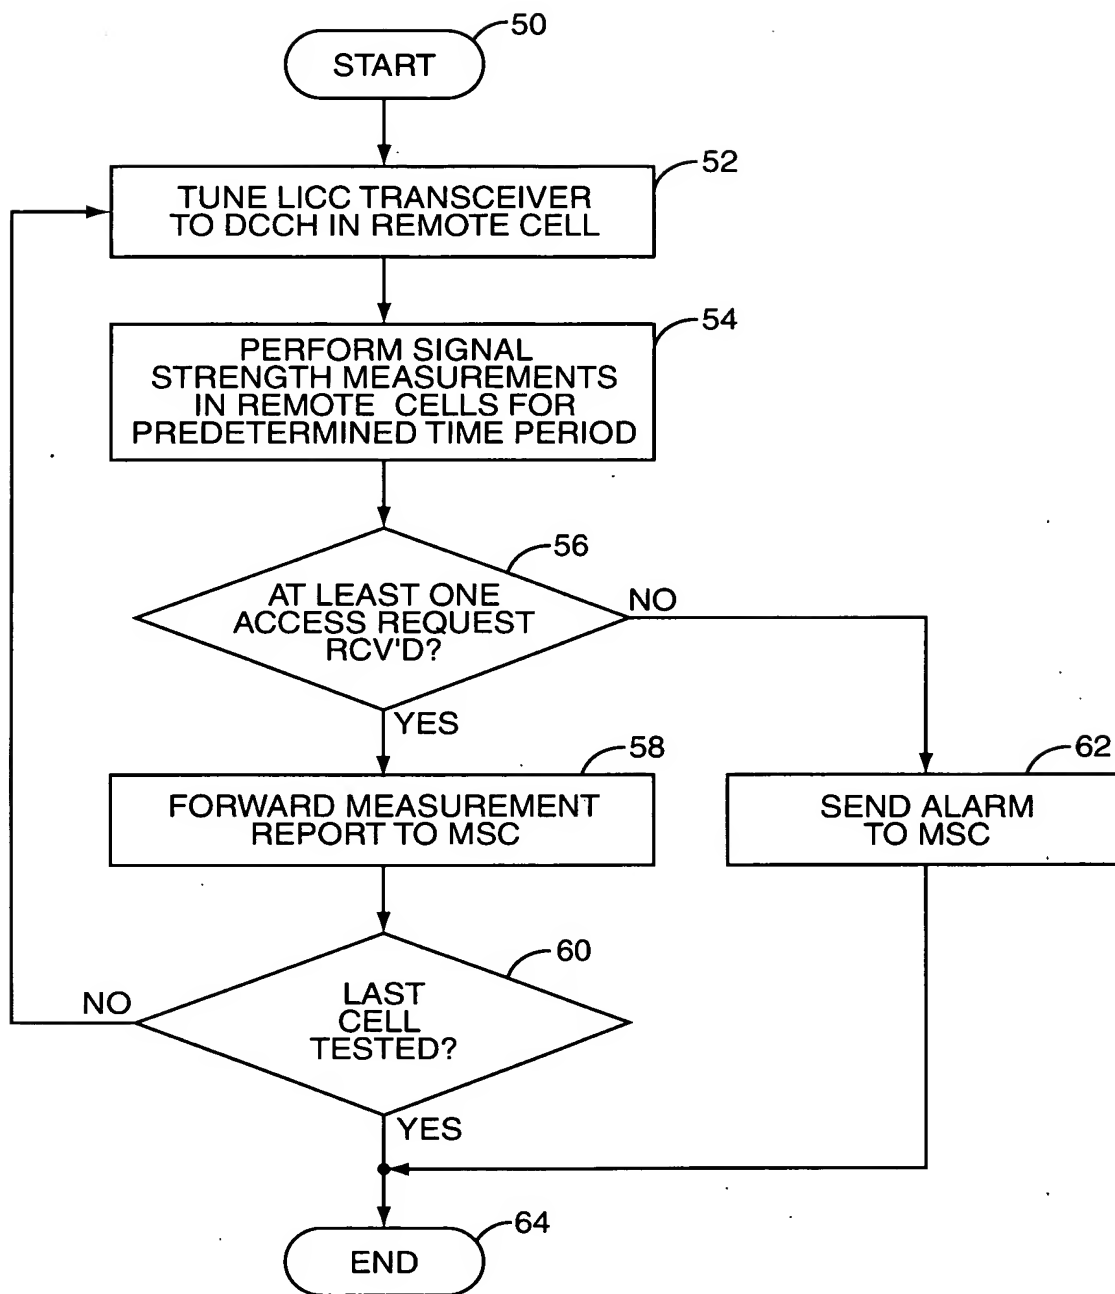 50
START
52
TUNE LICC TRANSCEIVER
TO DCCH IN REMOTE CELL
54
PERFORM SIGNAL
STRENGTH MEASUREMENTS
IN REMOTE CELLS FOR
PREDETERMINED TIME PERIOD
56
AT LEAST ONE
ACCESS REQUEST
RCV'D?
NO
YES
58
FORWARD MEASUREMENT
REPORT TO MSC
62
SEND ALARM
TO MSC
60
LAST
CELL
TESTED?
NO
YES
64
END